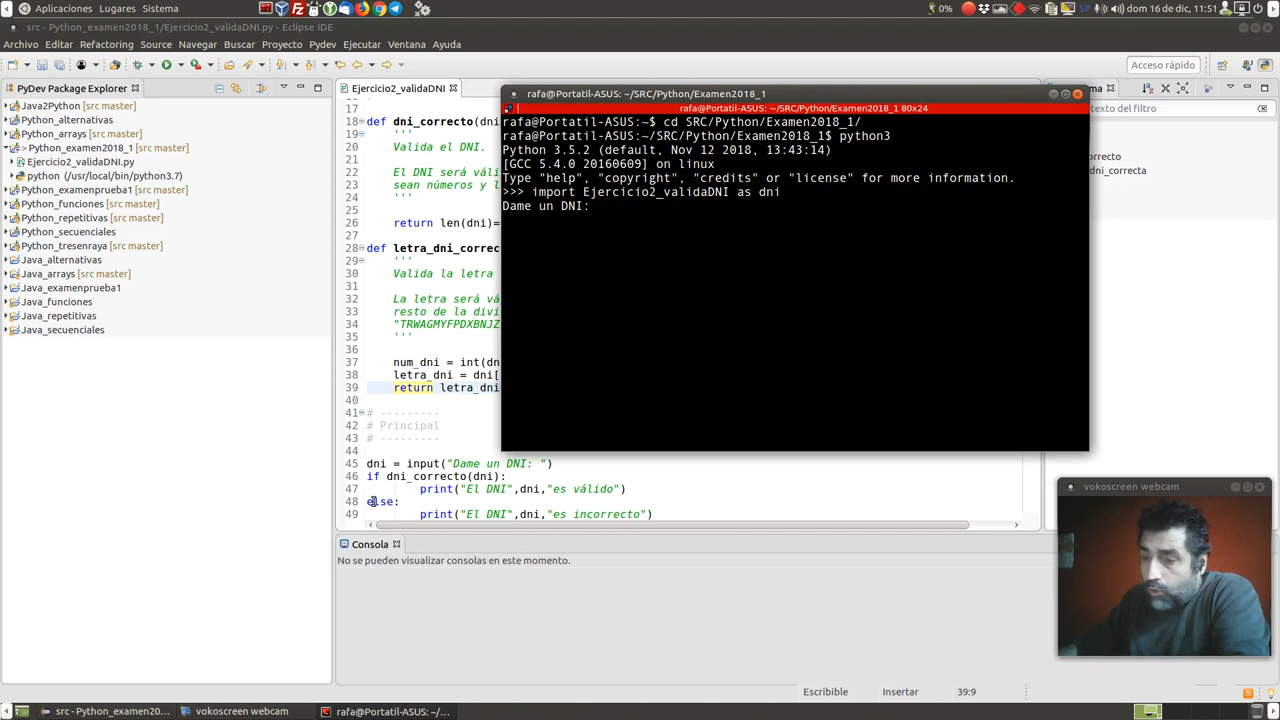 Aplicaciones Lugares Sistema
0% SP dom 16 de dic, 11:51
src - Python_examen2018_1/Ejercicio2_validaDNI.py - Eclipse IDE
Archivo Editar Refactoring Source Navegar Buscar Proyecto Pydev Ejecutar Ventana Ayuda
Acceso rápido
PyDev Package Explorer
Java2Python [src master]
Python_alternativas
Python_arrays [src master]
Python_examen2018_1 [src master]
Ejercicio2_validaDNI.py
python (/usr/local/bin/python3.7)
Python_examenprueba1 [src master]
Python_funciones [src master]
Python_repetitivas [src master]
Python_secuenciales
Python_tresenraya [src master]
Java_alternativas
Java_arrays [src master]
Java_examenprueba1 [src master]
Java_funciones
Java_repetitivas
Java_secuenciales
Ejercicio2_validaDNI
17
18 def dni_correcto(dni
19 '''
20 Valida el DNI.
21
22 El DNI será váli
23 sean números y l
24 '''
25
26 return len(dni)=
27
28 def letra_dni_correc
29 '''
30 Valida la letra
31
32 La letra será vá
33 resto de la divi
34 "TRWAGMYFPDXBNJZ
35 '''
36
37 num_dni = int(dn
38 letra_dni = dni[
39 return letra_dni
40
41 # ---------
42 # Principal
43 # ---------
44
45 dni = input("Dame un DNI: ")
46 if dni_correcto(dni):
47 print("El DNI",dni,"es válido")
48 else:
49 print("El DNI",dni,"es incorrecto")
rafa@Portatil-ASUS: ~/SRC/Python/Examen2018_1
rafa@Portatil-ASUS: ~/SRC/Python/Examen2018_1 80x24
rafa@Portatil-ASUS:~$ cd SRC/Python/Examen2018_1/
rafa@Portatil-ASUS:~/SRC/Python/Examen2018_1$ python3
Python 3.5.2 (default, Nov 12 2018, 13:43:14)
[GCC 5.4.0 20160609] on linux
Type "help", "copyright", "credits" or "license" for more information.
>>> import Ejercicio2_validaDNI as dni
Dame un DNI:
ma
texto del filtro
orrecto
dni_correcta
vokoscreen webcam
Consola
No se pueden visualizar consolas en este momento.
Escribible Insertar 39:9
src - Python_examen20... vokoscreen webcam rafa@Portatil-ASUS: ~/...